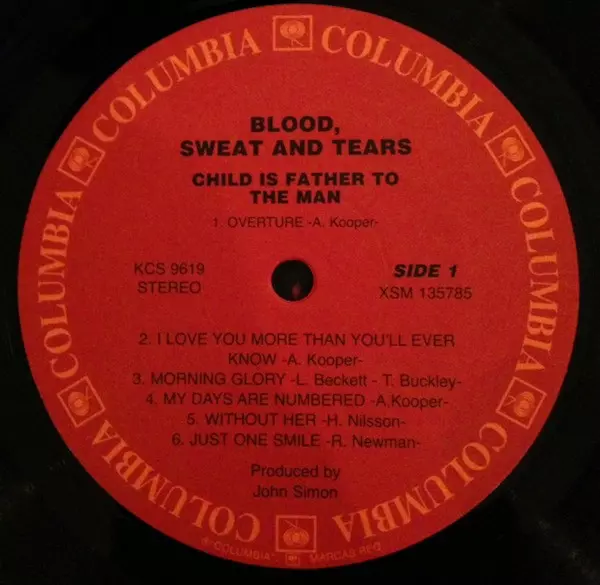 COLUMBIA COLUMBIA COLUMBIA COLUMBIA COLUMBIA COLUMBIA
BLOOD,
SWEAT AND TEARS
CHILD IS FATHER TO
THE MAN
1. OVERTURE -A. Kooper-
KCS 9619
STEREO
SIDE 1
XSM 135785
2. I LOVE YOU MORE THAN YOU'LL EVER
KNOW -A. Kooper-
3. MORNING GLORY -L. Beckett - T. Buckley-
4. MY DAYS ARE NUMBERED -A.Kooper-
5. WITHOUT HER -H. Nilsson-
6. JUST ONE SMILE -R. Newman-
Produced by
John Simon
"COLUMBIA", MARCAS REG.